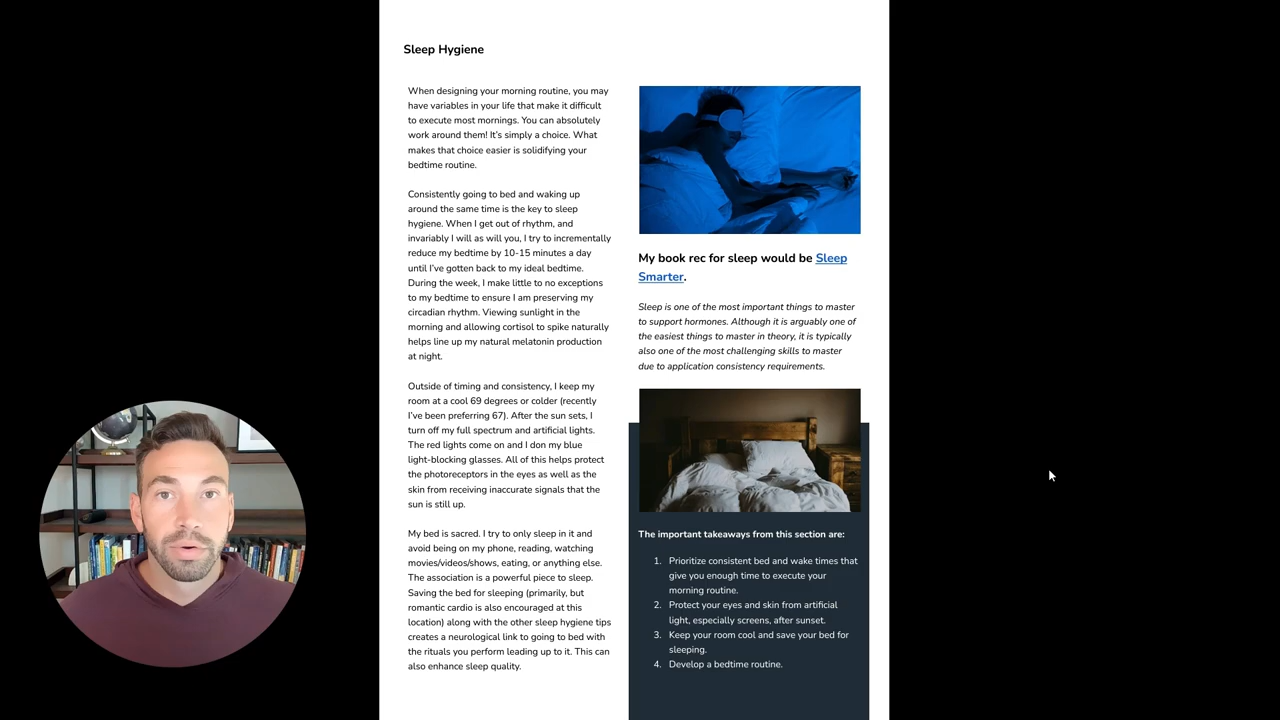 Sleep Hygiene
When designing your morning routine, you may
have variables in your life that make it difficult
to execute most mornings. You can absolutely
work around them! It's simply a choice. What
makes that choice easier is solidifying your
bedtime routine.
Consistently going to bed and waking up
around the same time is the key to sleep
hygiene. When I get out of rhythm, and
invariably I will as will you, I try to incrementally
reduce my bedtime by 10-15 minutes a day
until I've gotten back to my ideal bedtime.
During the week, I make little to no exceptions
to my bedtime to ensure I am preserving my
circadian rhythm. Viewing sunlight in the
morning and allowing cortisol to spike naturally
helps line up my natural melatonin production
at night.
Outside of timing and consistency, I keep my
room at a cool 69 degrees or colder (recently
I've been preferring 67). After the sun sets, I
turn off my full spectrum and artificial lights.
The red lights come on and I don my blue
light-blocking glasses. All of this helps protect
the photoreceptors in the eyes as well as the
skin from receiving inaccurate signals that the
sun is still up.
My bed is sacred. I try to only sleep in it and
avoid being on my phone, reading, watching
movies/videos/shows, eating, or anything else.
The association is a powerful piece to sleep.
Saving the bed for sleeping (primarily, but
romantic cardio is also encouraged at this
location) along with the other sleep hygiene tips
creates a neurological link to going to bed with
the rituals you perform leading up to it. This can
also enhance sleep quality.
My book rec for sleep would be Sleep
Smarter.
Sleep is one of the most important things to master
to support hormones. Although it is arguably one of
the easiest things to master in theory, it is typically
also one of the most challenging skills to master
due to application consistency requirements.
The important takeaways from this section are:
1. Prioritize consistent bed and wake times that
give you enough time to execute your
morning routine.
2. Protect your eyes and skin from artificial
light, especially screens, after sunset.
3. Keep your room cool and save your bed for
sleeping.
4. Develop a bedtime routine.